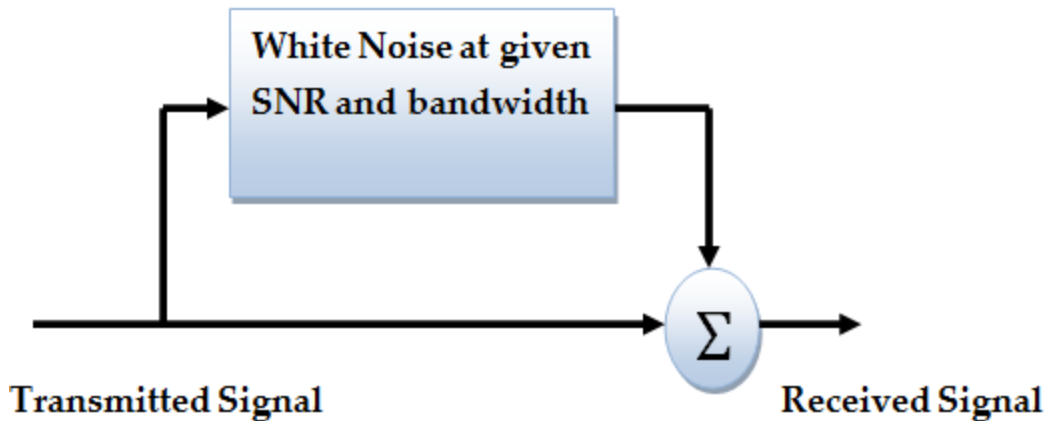 White Noise at given
SNR and bandwidth
Σ
Transmitted Signal
Received Signal